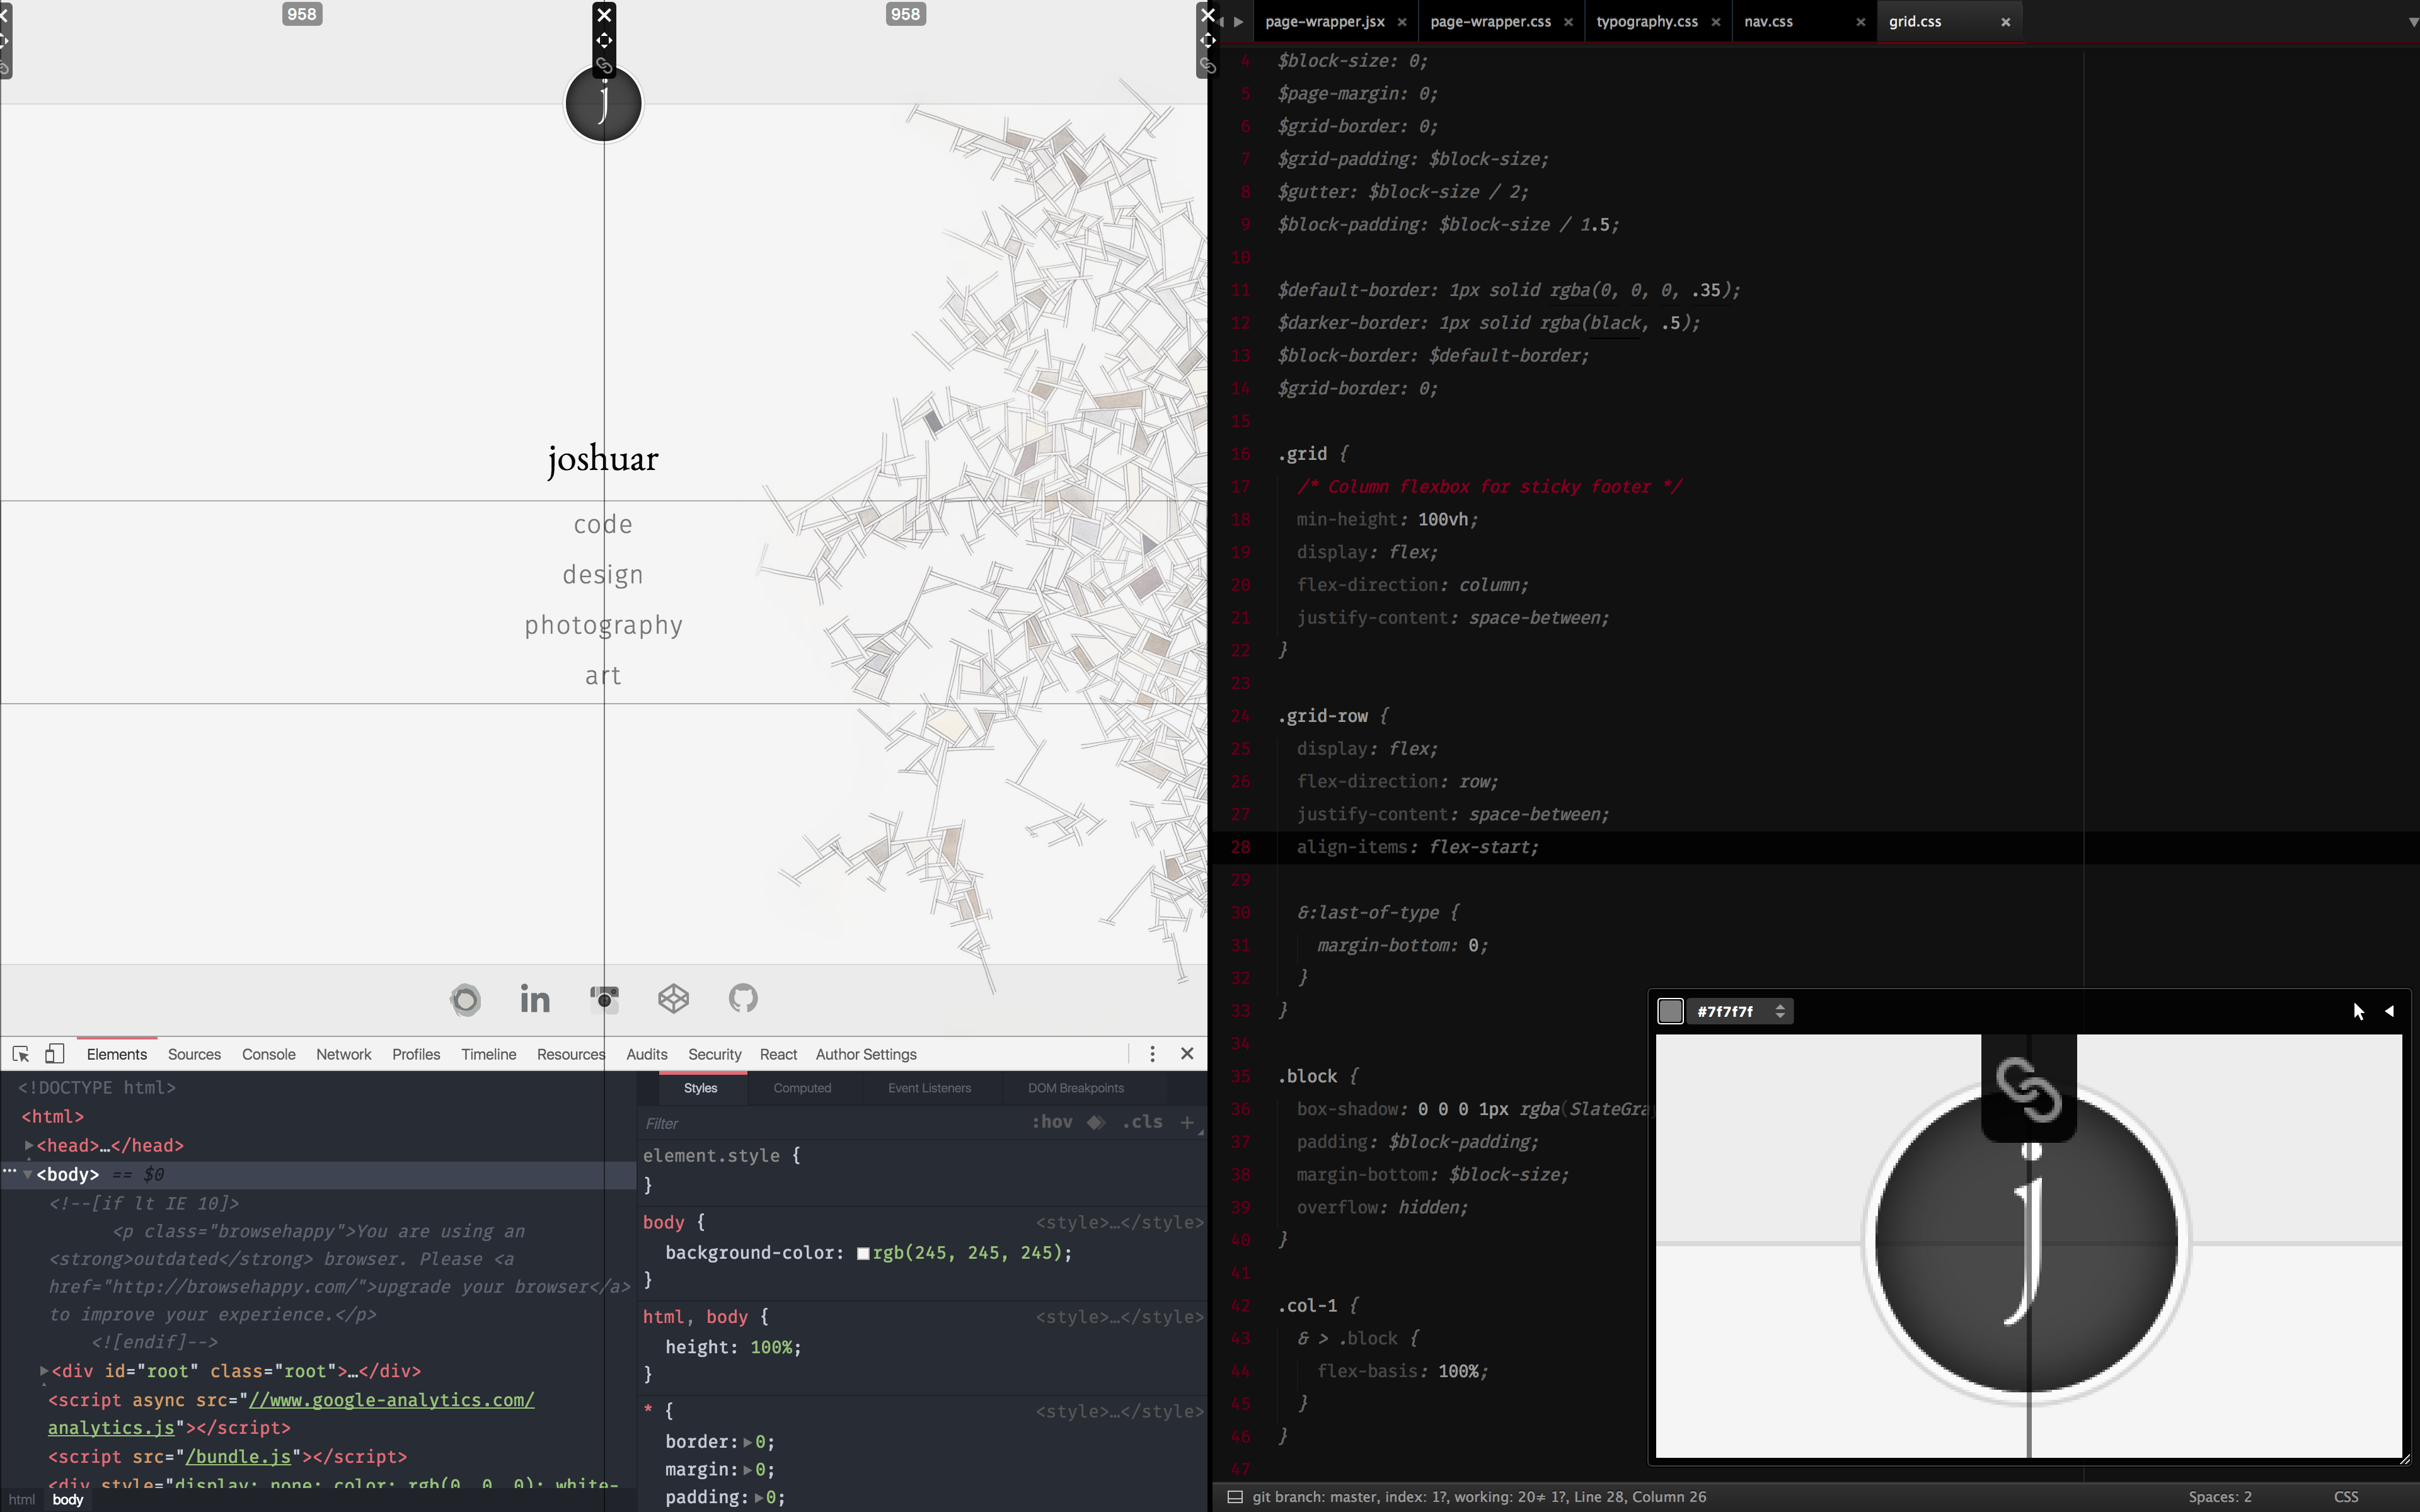 958
958
j
joshuar
code
design
photography
art
in
Elements Sources Console Network Profiles Timeline Resources Audits Security React Author Settings
<!DOCTYPE html>
<html>
<head>…</head>
<body> == $0
<!--[if lt IE 10]>
<p class="browsehappy">You are using an
<strong>outdated</strong> browser. Please <a
href="http://browsehappy.com/">upgrade your browser</a>
to improve your experience.</p>
<![endif]-->
<div id="root" class="root">…</div>
<script async src="//www.google-analytics.com/
analytics.js"></script>
<script src="/bundle.js"></script>
<div style="display: none; color: rgb(0, 0, 0); white-
html body
Styles Computed Event Listeners DOM Breakpoints
Filter :hov .cls +
element.style {
}
body { <style>…</style>
background-color: rgb(245, 245, 245);
}
html, body { <style>…</style>
height: 100%;
}
* { <style>…</style>
border: 0;
margin: 0;
padding: 0;
page-wrapper.jsx page-wrapper.css typography.css nav.css grid.css
4 $block-size: 0;
5 $page-margin: 0;
6 $grid-border: 0;
7 $grid-padding: $block-size;
8 $gutter: $block-size / 2;
9 $block-padding: $block-size / 1.5;
10
11 $default-border: 1px solid rgba(0, 0, 0, .35);
12 $darker-border: 1px solid rgba(black, .5);
13 $block-border: $default-border;
14 $grid-border: 0;
15
16 .grid {
17 /* Column flexbox for sticky footer */
18 min-height: 100vh;
19 display: flex;
20 flex-direction: column;
21 justify-content: space-between;
22 }
23
24 .grid-row {
25 display: flex;
26 flex-direction: row;
27 justify-content: space-between;
28 align-items: flex-start;
29
30 &:last-of-type {
31 margin-bottom: 0;
32 }
33 }
34
35 .block {
36 box-shadow: 0 0 0 1px rgba(SlateGra
37 padding: $block-padding;
38 margin-bottom: $block-size;
39 overflow: hidden;
40 }
41
42 .col-1 {
43 & > .block {
44 flex-basis: 100%;
45 }
46 }
47
#7f7f7f
j
git branch: master, index: 1?, working: 20≠ 1?, Line 28, Column 26 Spaces: 2 CSS